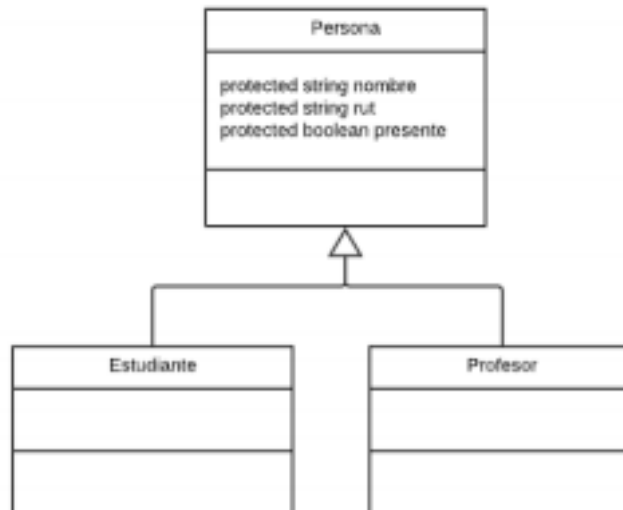 Persona
protected string nombre
protected string rut
protected boolean presente
Estudiante
Profesor